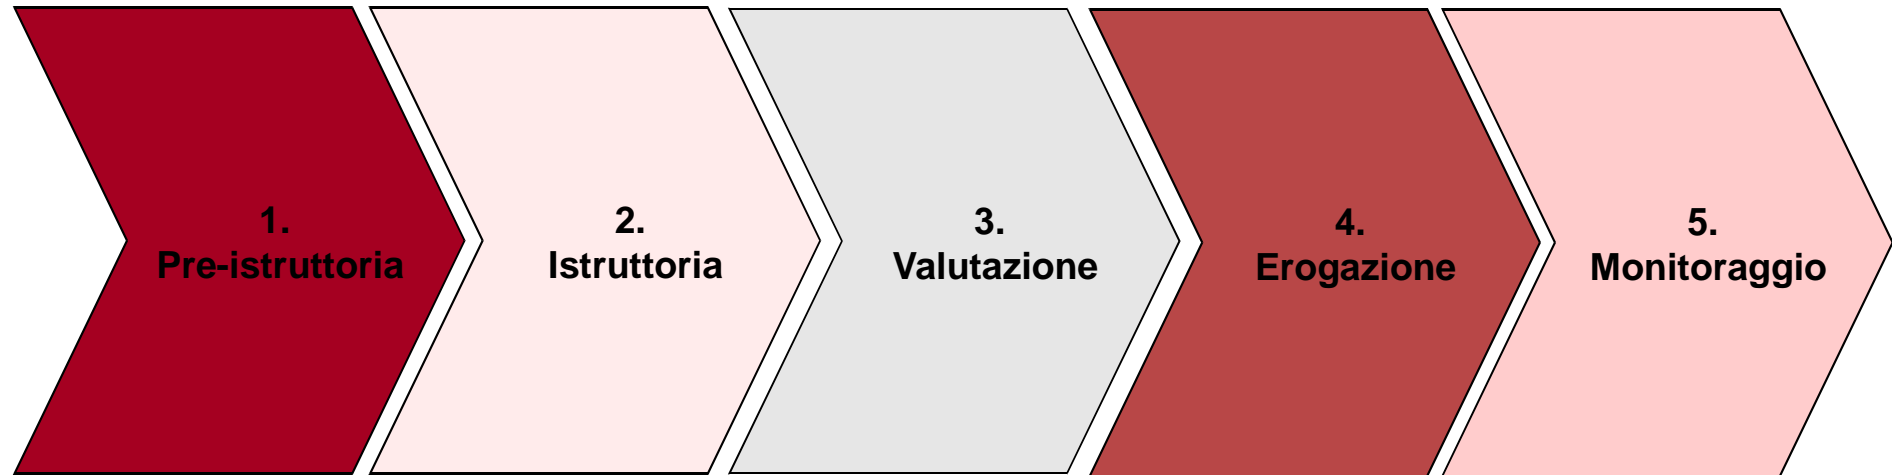 1.
Pre-istruttoria
2.
Istruttoria
3.
Valutazione
4.
Erogazione
5.
Monitoraggio